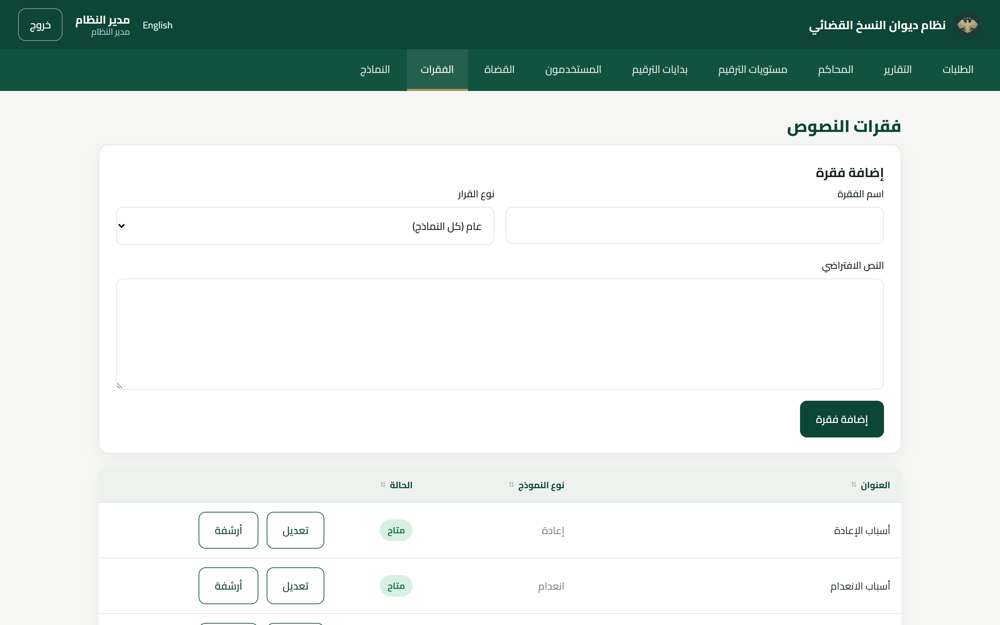 نظام ديوان النسخ القضائي
English
مدير النظام
مدير النظام
خروج
الطلبات
التقارير
المحاكم
مستويات الترقيم
بدايات الترقيم
المستخدمون
القضاة
الفقرات
النماذج
فقرات النصوص
إضافة فقرة
اسم الفقرة
نوع القرار
عام (كل النماذج)
النص الافتراضي
إضافة فقرة
العنوان نوع النموذج الحالة
أسباب الإعادة إعادة متاح تعديل أرشفة
أسباب الانعدام انعدام متاح تعديل أرشفة